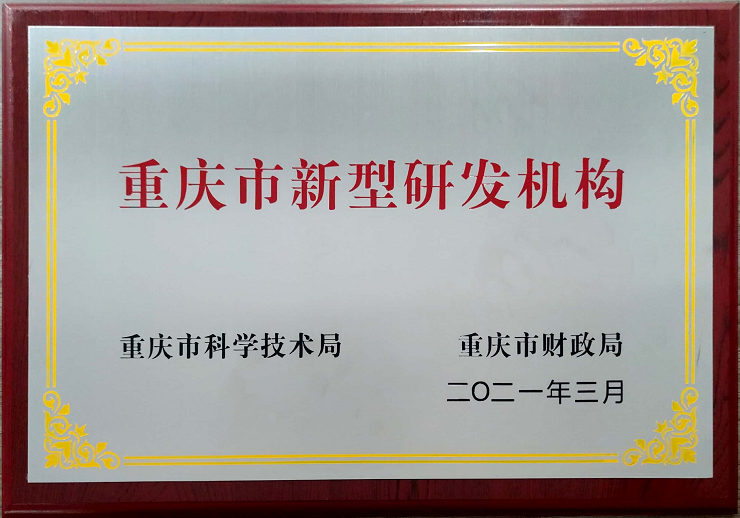 重庆市新型研发机构
重庆市科学技术局 重庆市财政局
二〇二一年三月